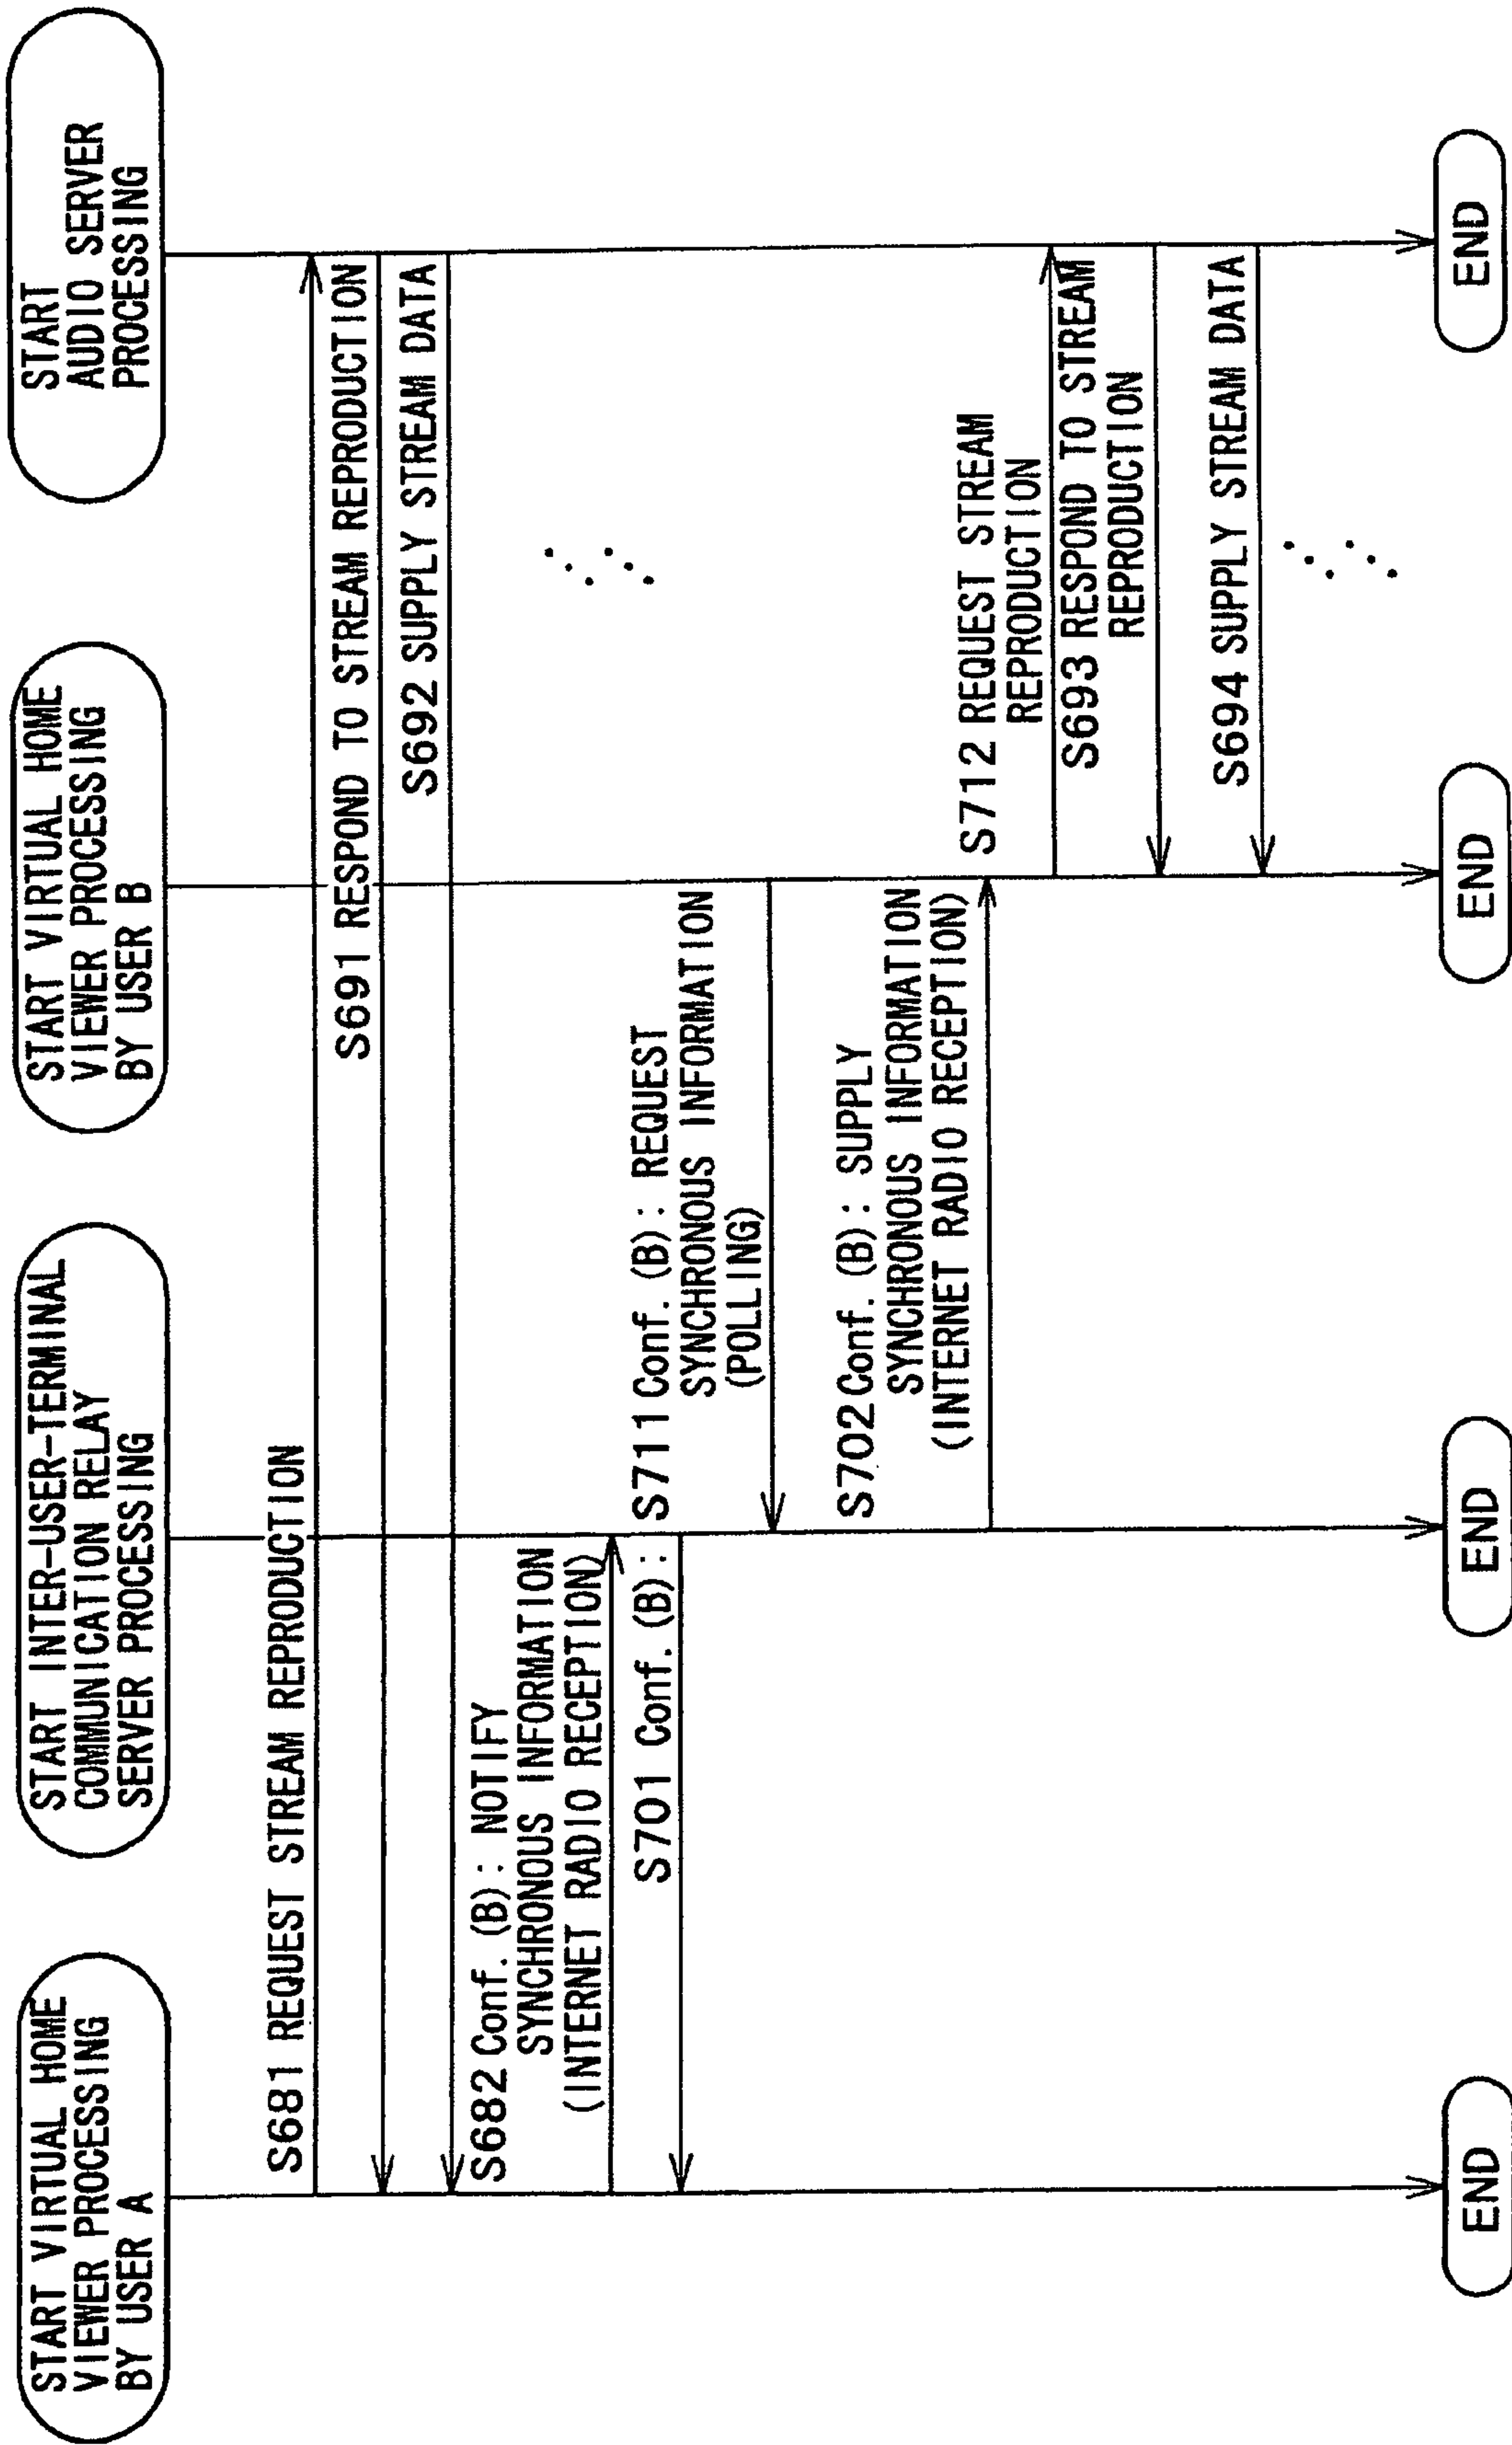 START VIRTUAL HOME
VIEWER PROCESSING
BY USER A
START INTER-USER-TERMINAL
COMMUNICATION RELAY
SERVER PROCESSING
START VIRTUAL HOME
VIEWER PROCESSING
BY USER B
START
AUDIO SERVER
PROCESSING
S681 REQUEST STREAM REPRODUCTION
S691 RESPOND TO STREAM REPRODUCTION
S692 SUPPLY STREAM DATA
S682 Conf. (B): NOTIFY
SYNCHRONOUS INFORMATION
(INTERNET RADIO RECEPTION)
S701 Conf. (B):
S711 Conf. (B): REQUEST
SYNCHRONOUS INFORMATION
(POLLING)
S702 Conf. (B): SUPPLY
SYNCHRONOUS INFORMATION
(INTERNET RADIO RECEPTION)
S712 REQUEST STREAM
REPRODUCTION
S693 RESPOND TO STREAM
REPRODUCTION
S694 SUPPLY STREAM DATA
END
END
END
END